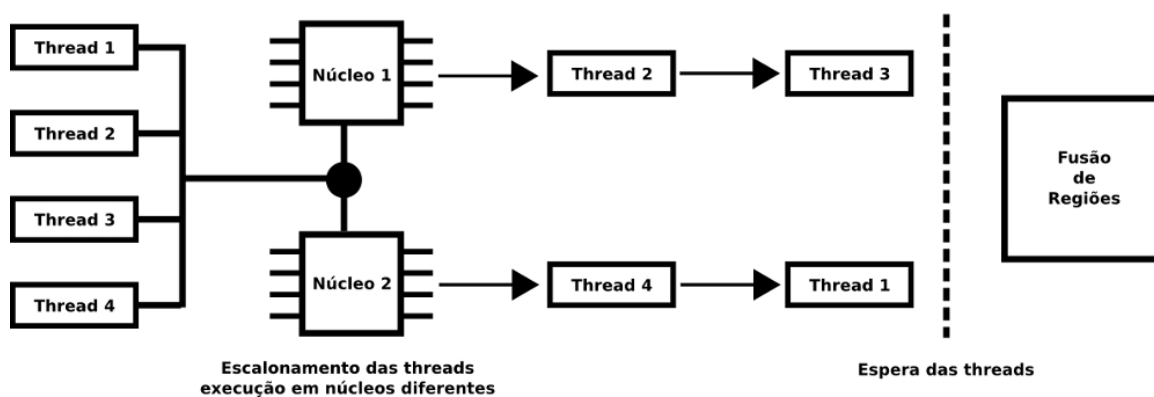 Thread 1
Thread 2
Thread 3
Thread 4
Núcleo 1
Núcleo 2
Thread 2
Thread 3
Thread 4
Thread 1
Fusão
de
Regiões
Escalonamento das threads
execução em núcleos diferentes
Espera das threads